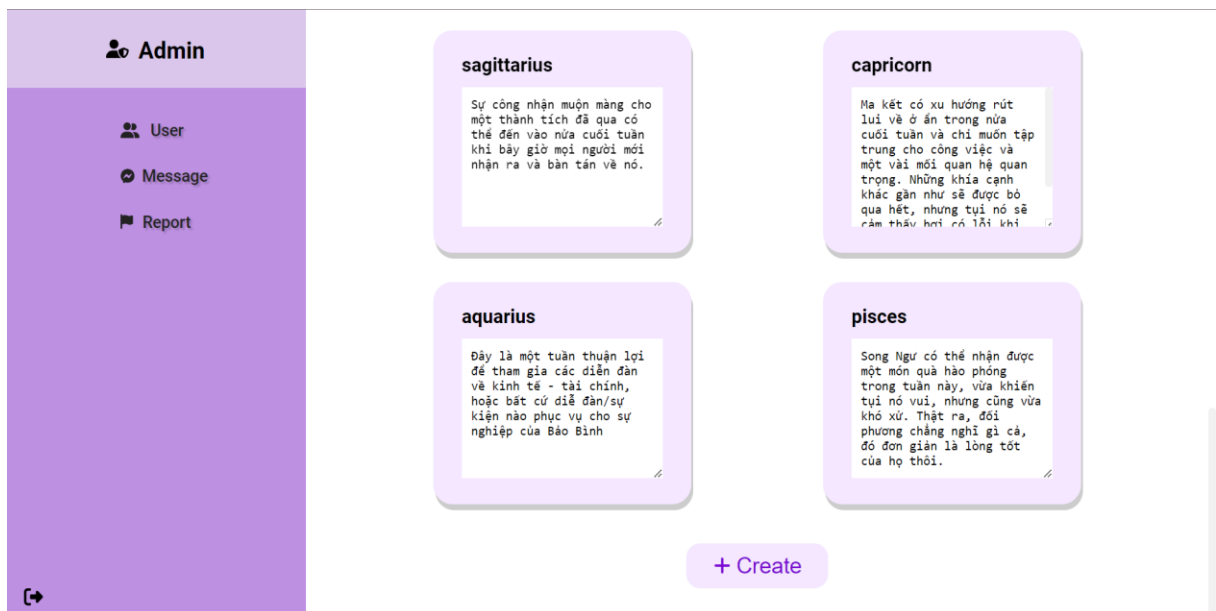 Admin
User
Message
Report
sagittarius
Sự công nhận muộn màng cho
một thành tích đã qua có
thể đến vào nửa cuối tuần
khi bây giờ mọi người mới
nhận ra và bàn tán về nó.
capricorn
Ma kết có xu hướng rút
lui về ở ẩn trong nửa
cuối tuần và chỉ muốn tập
trung cho công việc và
một vài mối quan hệ quan
trọng. Những khía cạnh
khác gần như sẽ được bỏ
qua hết, nhưng tụi nó sẽ
cảm thấy hơi có lỗi khi
aquarius
Đây là một tuần thuận lợi
để tham gia các diễn đàn
về kinh tế - tài chính,
hoặc bất cứ diễ đàn/sự
kiện nào phục vụ cho sự
nghiệp của Bảo Bình
pisces
Song Ngư có thể nhận được
một món quà hào phóng
trong tuần này, vừa khiến
tụi nó vui, nhưng cũng vừa
khó xử. Thật ra, đối
phương chẳng nghĩ gì cả,
đó đơn giản là lòng tốt
của họ thôi.
+ Create